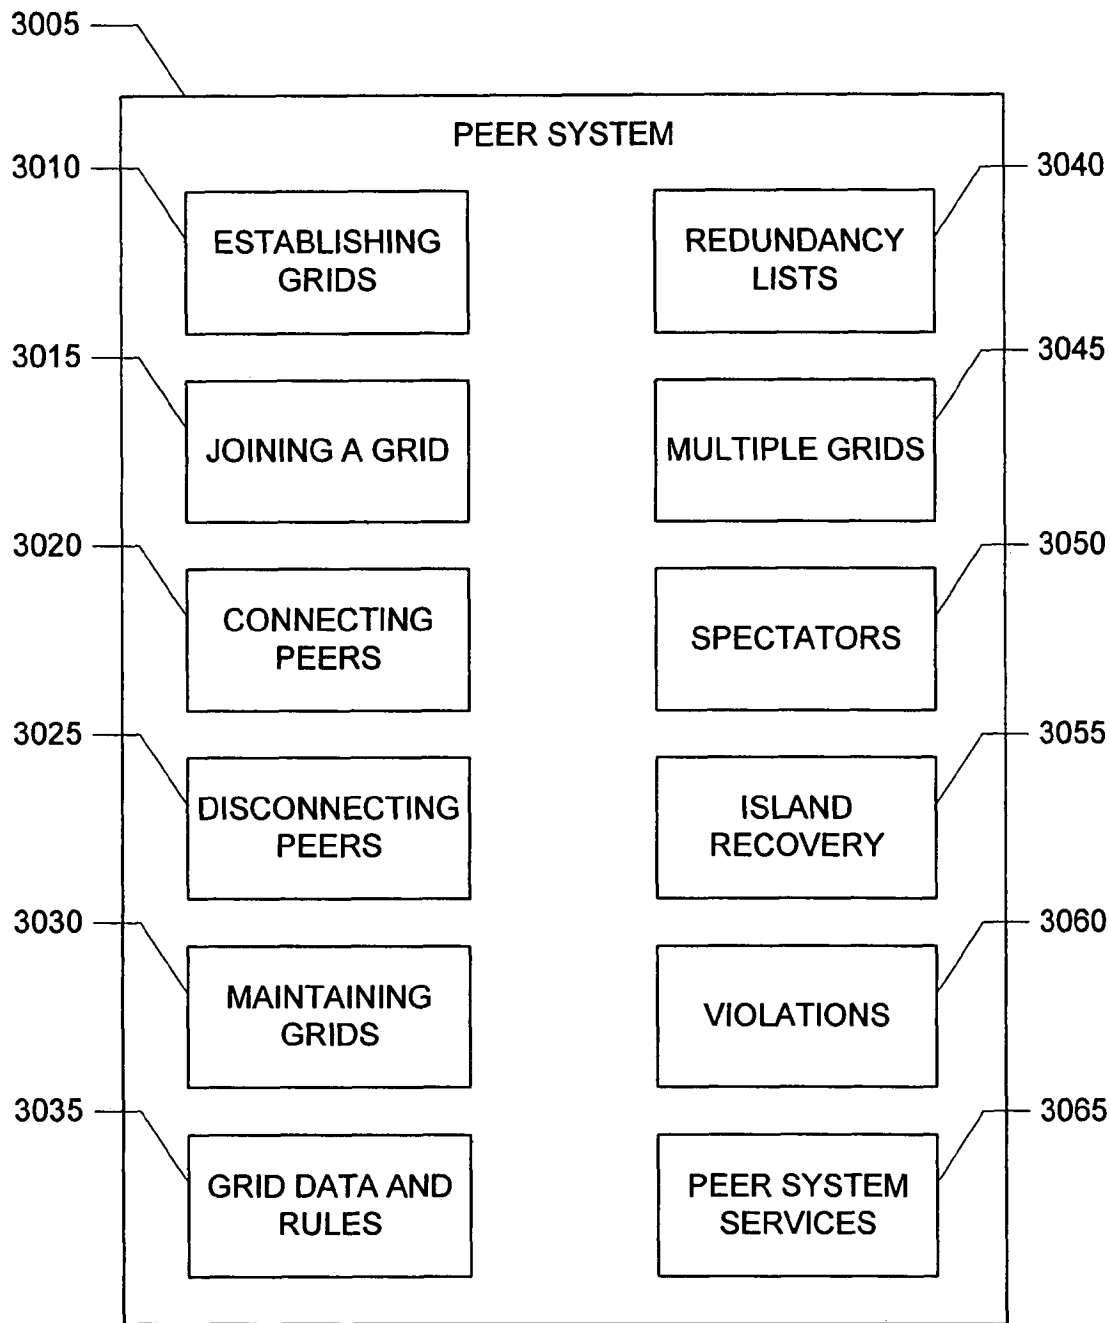 3005
PEER SYSTEM
3010
ESTABLISHING
GRIDS
3015
JOINING A GRID
3020
CONNECTING
PEERS
3025
DISCONNECTING
PEERS
3030
MAINTAINING
GRIDS
3035
GRID DATA AND
RULES
3040
REDUNDANCY
LISTS
3045
MULTIPLE GRIDS
3050
SPECTATORS
3055
ISLAND
RECOVERY
3060
VIOLATIONS
3065
PEER SYSTEM
SERVICES